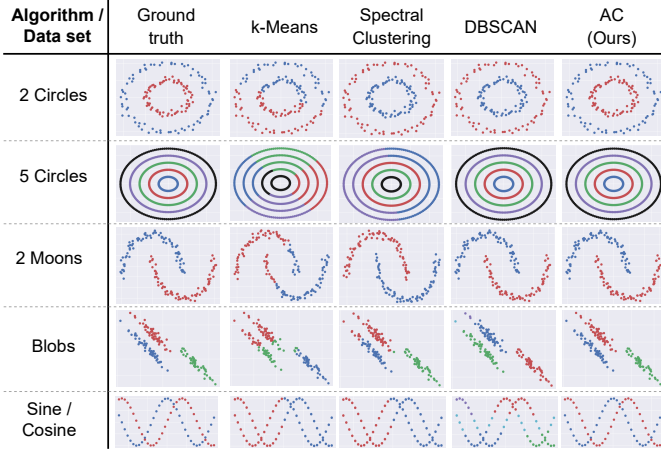 Algorithm /
Data set
Ground
truth
k-Means
Spectral
Clustering
DBSCAN
AC
(Ours)
2 Circles
5 Circles
2 Moons
Blobs
Sine /
Cosine